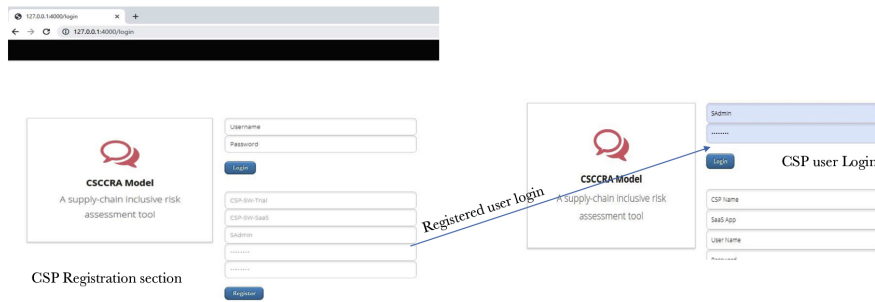 127.0.0.1:4000/login
127.0.0.1:4000/login
CSCCRA Model
A supply-chain inclusive risk
assessment tool
Username
Password
Login
CSP-SW-Trial
CSP-SW-SaaS
SAdmin
Register
CSP Registration section
Registered user login
CSCCRA Model
A supply-chain inclusive risk
assessment tool
SAdmin
Login
CSP user Login
CSP Name
SaaS App
User Name
Password